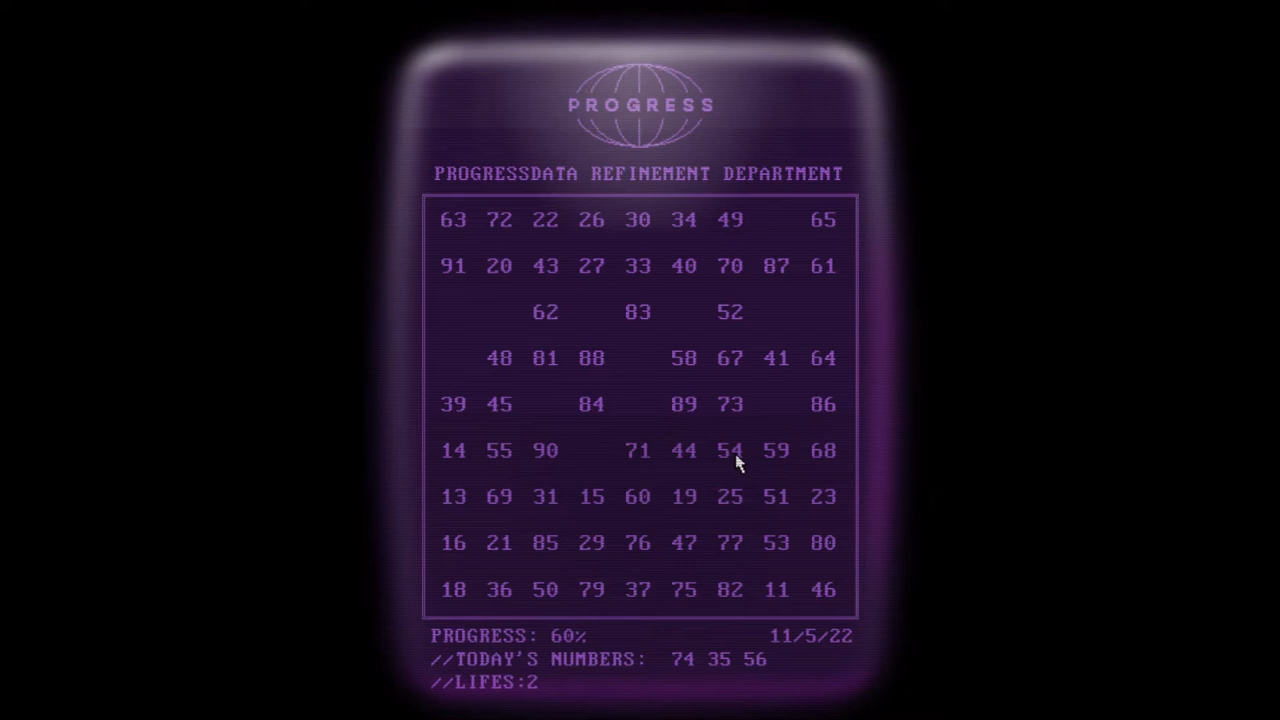 PROGRESS
PROGRESSDATA REFINEMENT DEPARTMENT
63 72 22 26 30 34 49 65
91 20 43 27 33 40 70 87 61
62 83 52
48 81 88 58 67 41 64
39 45 84 89 73 86
14 55 90 71 44 54 59 68
13 69 31 15 60 19 25 51 23
16 21 85 29 76 47 77 53 80
18 36 50 79 37 75 82 11 46
PROGRESS: 60% 11/5/22
//TODAY'S NUMBERS: 74 35 56
//LIFES:2